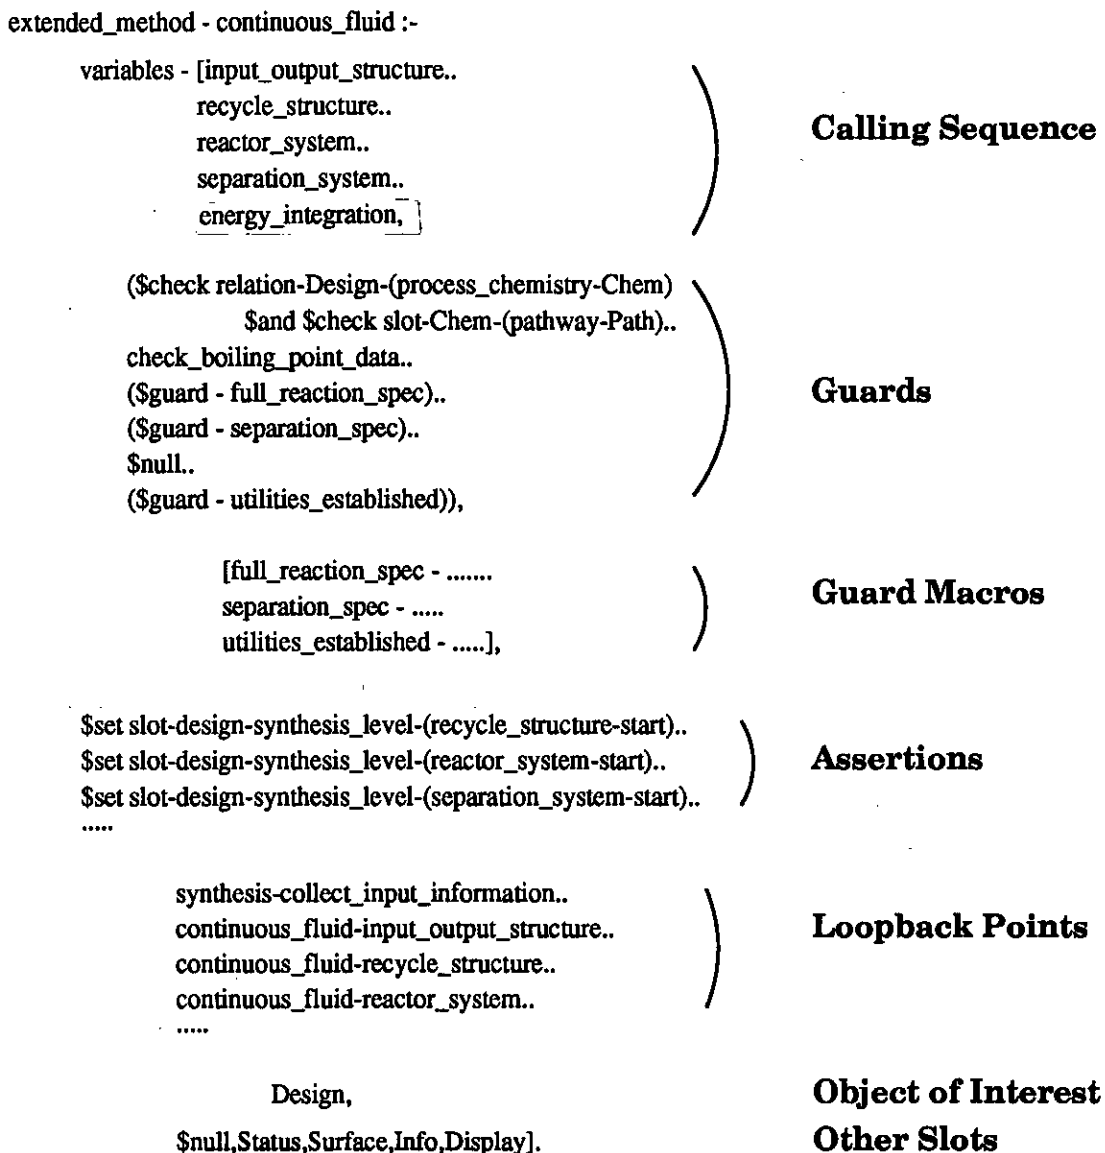 extended_method - continuous_fluid :-
variables - [input_output_structure..
recycle_structure..
reactor_system..
separation_system..
energy_integration,
Calling Sequence
($check relation-Design-(process_chemistry-Chem)
$and $check slot-Chem-(pathway-Path)..
check_boiling_point_data..
($guard - full_reaction_spec)..
($guard - separation_spec)..
$null..
($guard - utilities_established)),
Guards
[full_reaction_spec - .......
separation_spec - .....
utilities_established - .....],
Guard Macros
$set slot-design-synthesis_level-(recycle_structure-start)..
$set slot-design-synthesis_level-(reactor_system-start)..
$set slot-design-synthesis_level-(separation_system-start)..
.....
Assertions
synthesis-collect_input_information..
continuous_fluid-input_output_structure..
continuous_fluid-recycle_structure..
continuous_fluid-reactor_system..
.....
Loopback Points
Design,
Object of Interest
$null,Status,Surface,Info,Display].
Other Slots